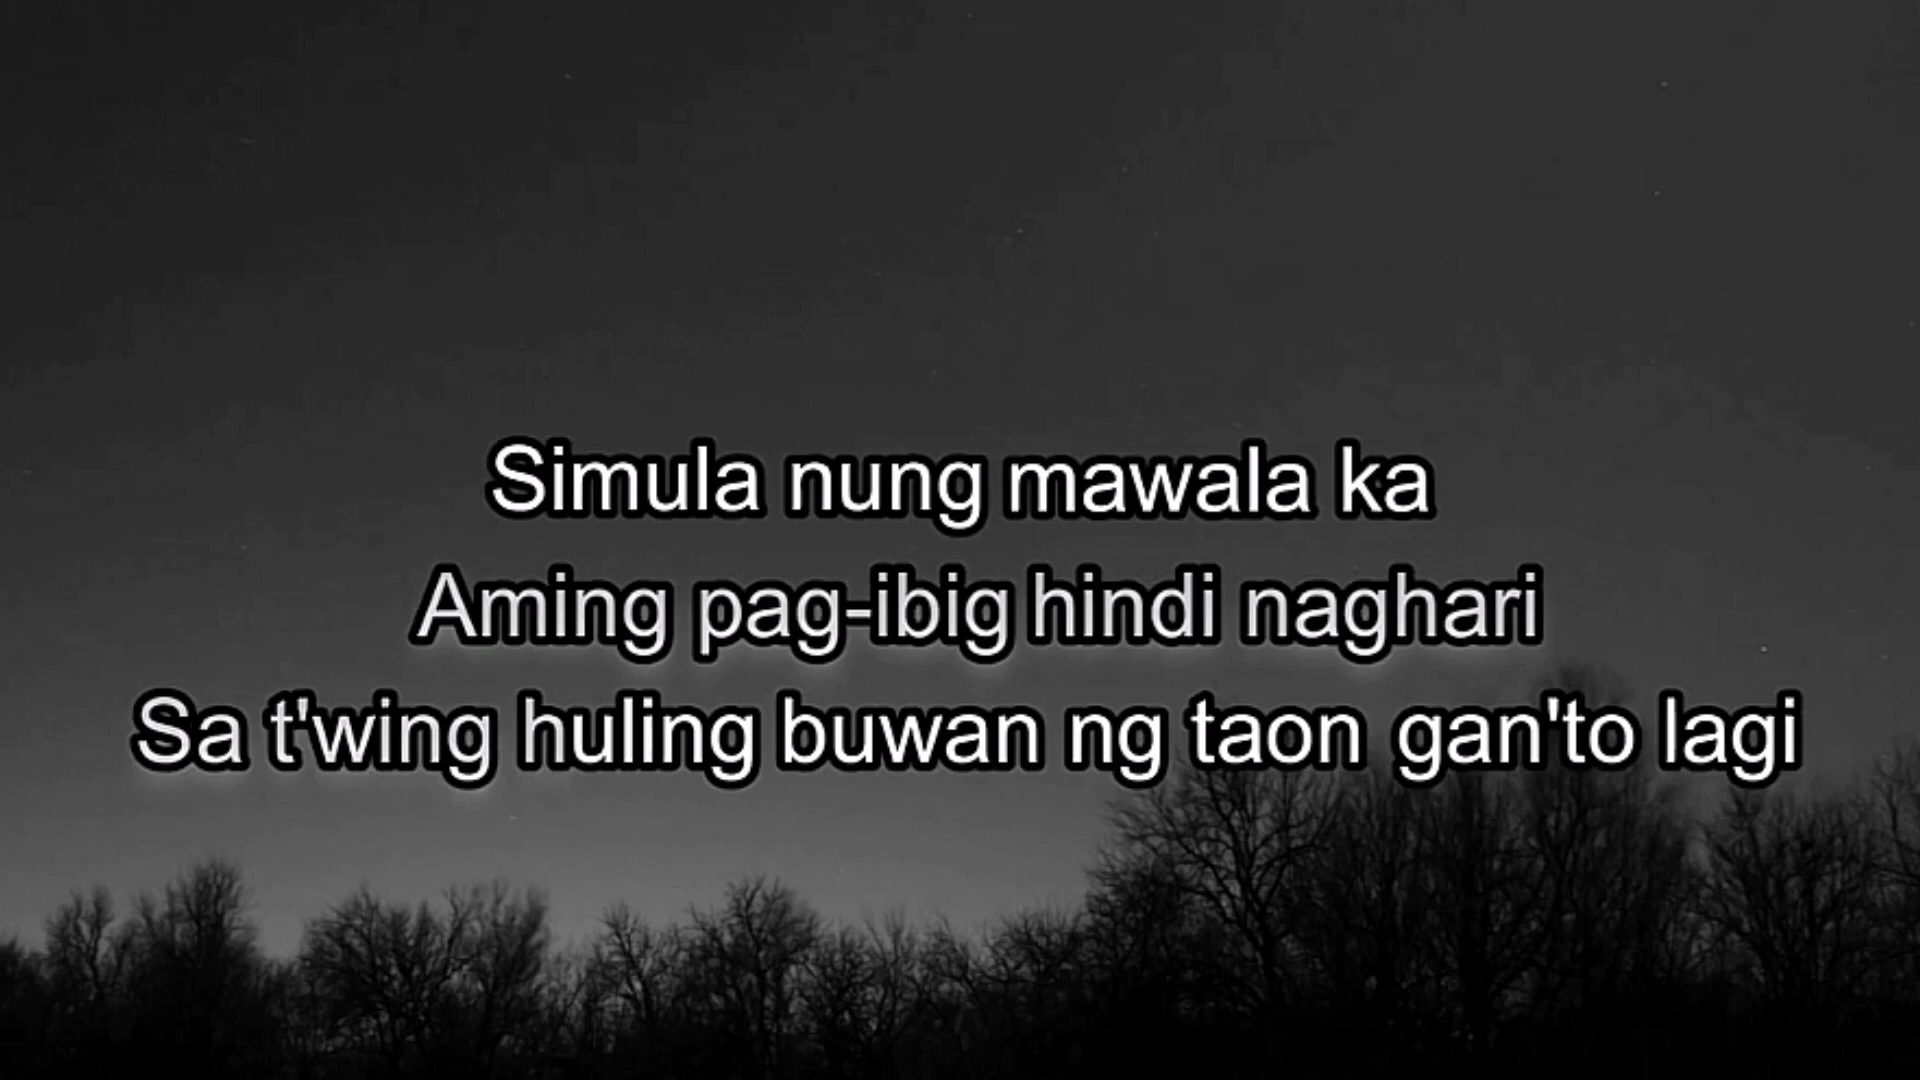 Simula nung mawala ka
Aming pag-ibig hindi naghari
Sa t'wing huling buwan ng taon gan'to lagi